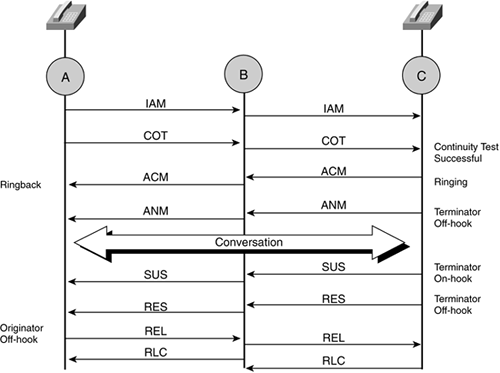 A
B
C
IAM
IAM
COT
COT
Continuity Test
Successful
ACM
ACM
Ringback
Ringing
ANM
ANM
Terminator
Off-hook
Conversation
SUS
SUS
Terminator
On-hook
RES
RES
Terminator
Off-hook
Originator
Off-hook
REL
REL
RLC
RLC